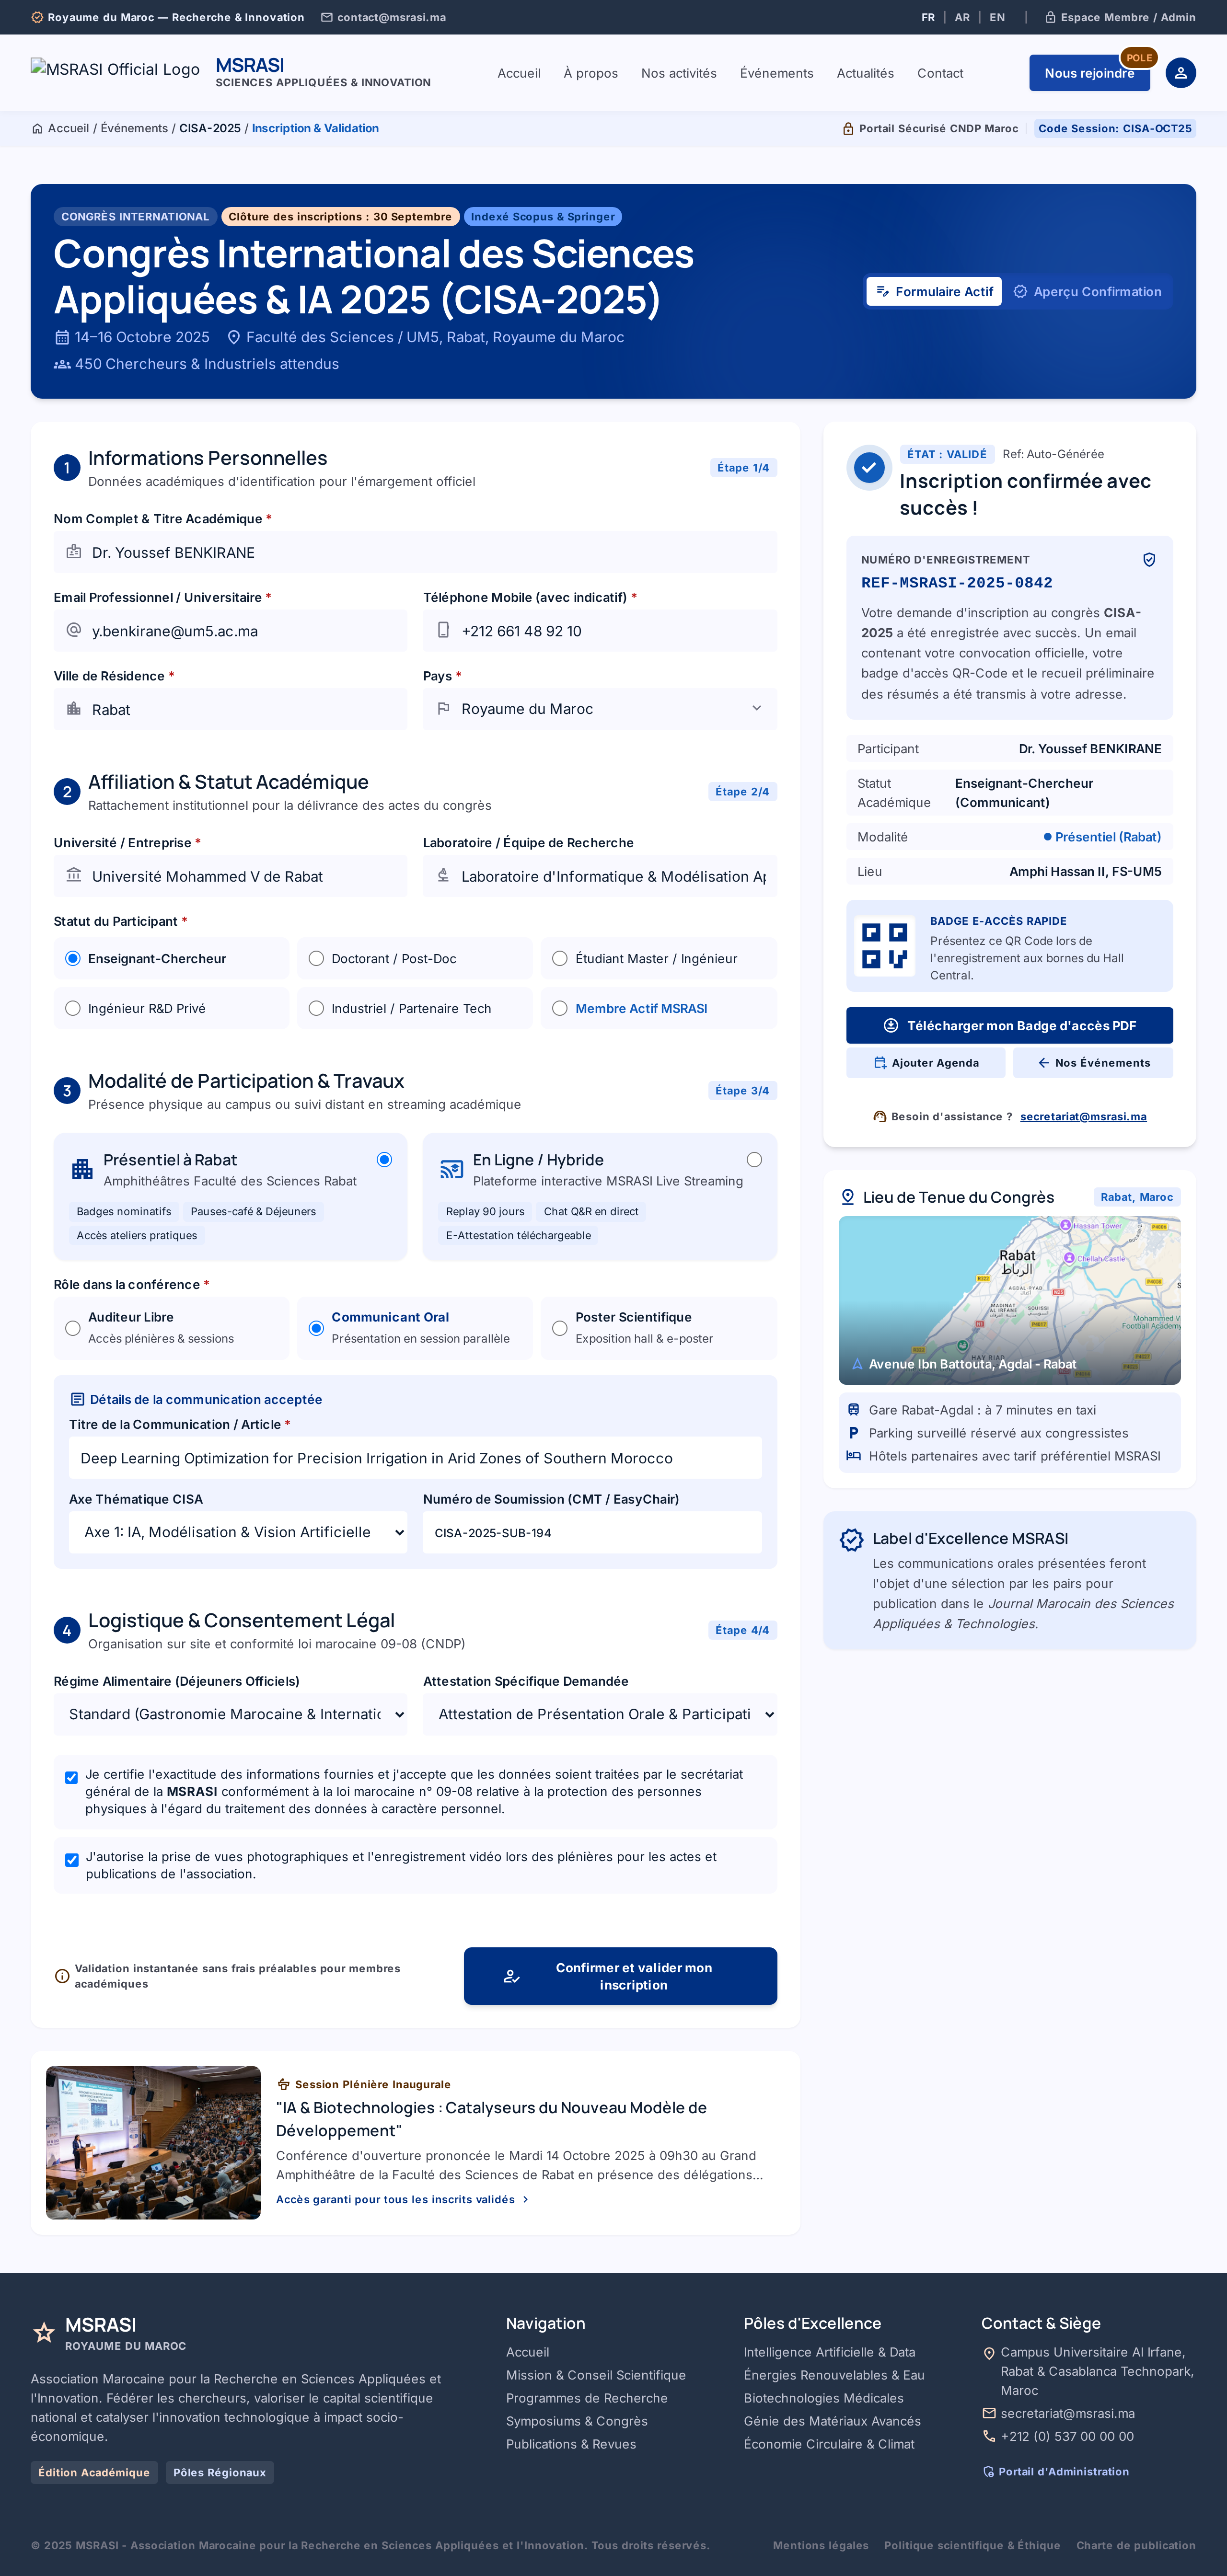 Royaume du Maroc — Recherche & Innovation
contact@msrasi.ma
FR | AR | EN | Espace Membre / Admin
MSRASI Official Logo
MSRASI
SCIENCES APPLIQUÉES & INNOVATION
Accueil
À propos
Nos activités
Événements
Actualités
Contact
Nous rejoindre
POLE
Accueil / Événements / CISA-2025 / Inscription & Validation
Portail Sécurisé CNDP Maroc
Code Session: CISA-OCT25
CONGRÈS INTERNATIONAL
Clôture des inscriptions : 30 Septembre
Indexé Scopus & Springer
Congrès International des Sciences
Appliquées & IA 2025 (CISA-2025)
14–16 Octobre 2025
Faculté des Sciences / UM5, Rabat, Royaume du Maroc
450 Chercheurs & Industriels attendus
Formulaire Actif
Aperçu Confirmation
1
Informations Personnelles
Données académiques d'identification pour l'émargement officiel
Étape 1/4
Nom Complet & Titre Académique *
Dr. Youssef BENKIRANE
Email Professionnel / Universitaire *
Téléphone Mobile (avec indicatif) *
y.benkirane@um5.ac.ma
+212 661 48 92 10
Ville de Résidence *
Pays *
Rabat
Royaume du Maroc
2
Affiliation & Statut Académique
Rattachement institutionnel pour la délivrance des actes du congrès
Étape 2/4
Université / Entreprise *
Laboratoire / Équipe de Recherche
Université Mohammed V de Rabat
Laboratoire d'Informatique & Modélisation Ap
Statut du Participant *
Enseignant-Chercheur
Doctorant / Post-Doc
Étudiant Master / Ingénieur
Ingénieur R&D Privé
Industriel / Partenaire Tech
Membre Actif MSRASI
3
Modalité de Participation & Travaux
Présence physique au campus ou suivi distant en streaming académique
Étape 3/4
Présentiel à Rabat
Amphithéâtres Faculté des Sciences Rabat
Badges nominatifs
Pauses-café & Déjeuners
Accès ateliers pratiques
En Ligne / Hybride
Plateforme interactive MSRASI Live Streaming
Replay 90 jours
Chat Q&R en direct
E-Attestation téléchargeable
Rôle dans la conférence *
Auditeur Libre
Accès plénières & sessions
Communicant Oral
Présentation en session parallèle
Poster Scientifique
Exposition hall & e-poster
Détails de la communication acceptée
Titre de la Communication / Article *
Deep Learning Optimization for Precision Irrigation in Arid Zones of Southern Morocco
Axe Thématique CISA
Numéro de Soumission (CMT / EasyChair)
Axe 1: IA, Modélisation & Vision Artificielle
CISA-2025-SUB-194
4
Logistique & Consentement Légal
Organisation sur site et conformité loi marocaine 09-08 (CNDP)
Étape 4/4
Régime Alimentaire (Déjeuners Officiels)
Attestation Spécifique Demandée
Standard (Gastronomie Marocaine & Internatio
Attestation de Présentation Orale & Participati
Je certifie l'exactitude des informations fournies et j'accepte que les données soient traitées par le secrétariat
général de la MSRASI conformément à la loi marocaine n° 09-08 relative à la protection des personnes
physiques à l'égard du traitement des données à caractère personnel.
J'autorise la prise de vues photographiques et l'enregistrement vidéo lors des plénières pour les actes et
publications de l'association.
Validation instantanée sans frais préalables pour membres
académiques
Confirmer et valider mon
inscription
Session Plénière Inaugurale
"IA & Biotechnologies : Catalyseurs du Nouveau Modèle de
Développement"
Conférence d'ouverture prononcée le Mardi 14 Octobre 2025 à 09h30 au Grand
Amphithéâtre de la Faculté des Sciences de Rabat en présence des délégations...
Accès garanti pour tous les inscrits validés
ÉTAT : VALIDÉ
Ref: Auto-Générée
Inscription confirmée avec
succès !
NUMÉRO D'ENREGISTREMENT
REF-MSRASI-2025-0842
Votre demande d'inscription au congrès CISA-
2025 a été enregistrée avec succès. Un email
contenant votre convocation officielle, votre
badge d'accès QR-Code et le recueil préliminaire
des résumés a été transmis à votre adresse.
Participant
Dr. Youssef BENKIRANE
Statut
Académique
Enseignant-Chercheur
(Communicant)
Modalité
Présentiel (Rabat)
Lieu
Amphi Hassan II, FS-UM5
BADGE E-ACCÈS RAPIDE
Présentez ce QR Code lors de
l'enregistrement aux bornes du Hall
Central.
Télécharger mon Badge d'accès PDF
Ajouter Agenda
Nos Événements
Besoin d'assistance ? secretariat@msrasi.ma
Lieu de Tenue du Congrès
Rabat, Maroc
Hassan Tower
Rabat
الرباط
Chellah Castle
Avenue Ibn Battouta, Agdal - Rabat
Gare Rabat-Agdal : à 7 minutes en taxi
Parking surveillé réservé aux congressistes
Hôtels partenaires avec tarif préférentiel MSRASI
Label d'Excellence MSRASI
Les communications orales présentées feront
l'objet d'une sélection par les pairs pour
publication dans le Journal Marocain des Sciences
Appliquées & Technologies.
MSRASI
ROYAUME DU MAROC
Association Marocaine pour la Recherche en Sciences Appliquées et
l'Innovation. Fédérer les chercheurs, valoriser le capital scientifique
national et catalyser l'innovation technologique à impact socio-
économique.
Édition Académique
Pôles Régionaux
Navigation
Accueil
Mission & Conseil Scientifique
Programmes de Recherche
Symposiums & Congrès
Publications & Revues
Pôles d'Excellence
Intelligence Artificielle & Data
Énergies Renouvelables & Eau
Biotechnologies Médicales
Génie des Matériaux Avancés
Économie Circulaire & Climat
Contact & Siège
Campus Universitaire Al Irfane,
Rabat & Casablanca Technopark,
Maroc
secretariat@msrasi.ma
+212 (0) 537 00 00 00
Portail d'Administration
© 2025 MSRASI - Association Marocaine pour la Recherche en Sciences Appliquées et l'Innovation. Tous droits réservés.
Mentions légales
Politique scientifique & Éthique
Charte de publication